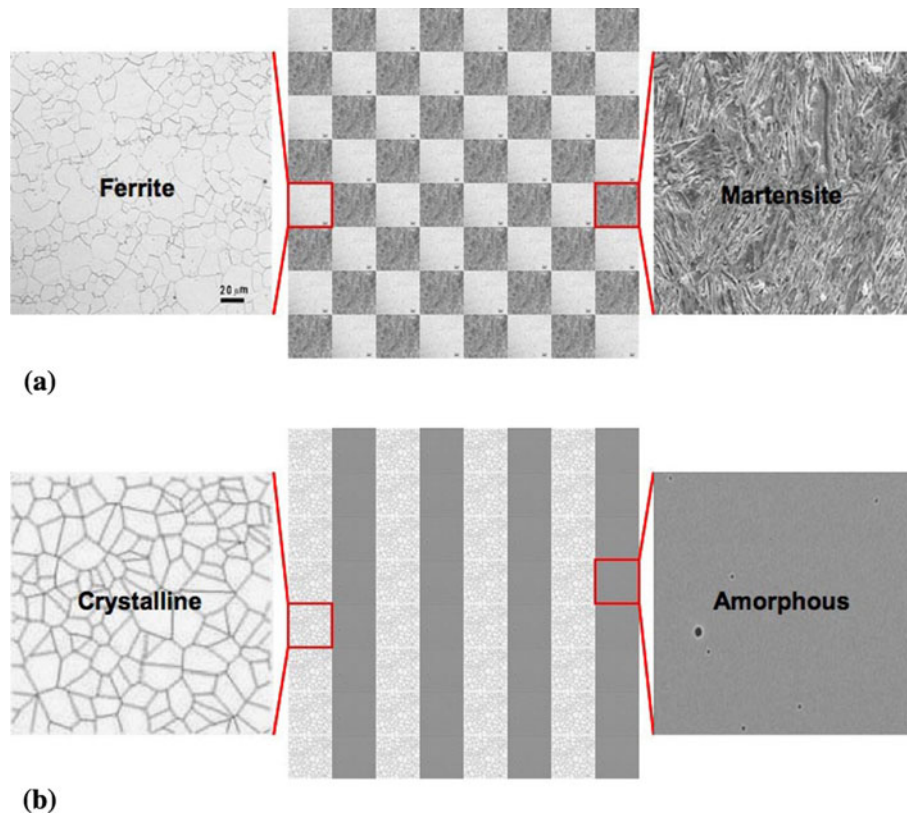 Ferrite
Martensite
20 μm
(a)
Crystalline
Amorphous
(b)